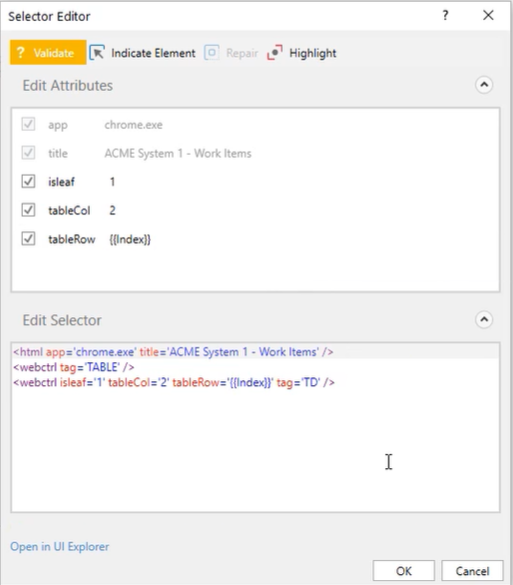 Selector Editor
? ×
? Validate Indicate Element Repair Highlight
Edit Attributes
app chrome.exe
title ACME System 1 - Work Items
isleaf 1
tableCol 2
tableRow {{Index}}
Edit Selector
<html app='chrome.exe' title='ACME System 1 - Work Items' />
<webctrl tag='TABLE' />
<webctrl isleaf='1' tableCol='2' tableRow='{{Index}}' tag='TD' />
Open in UI Explorer
OK Cancel